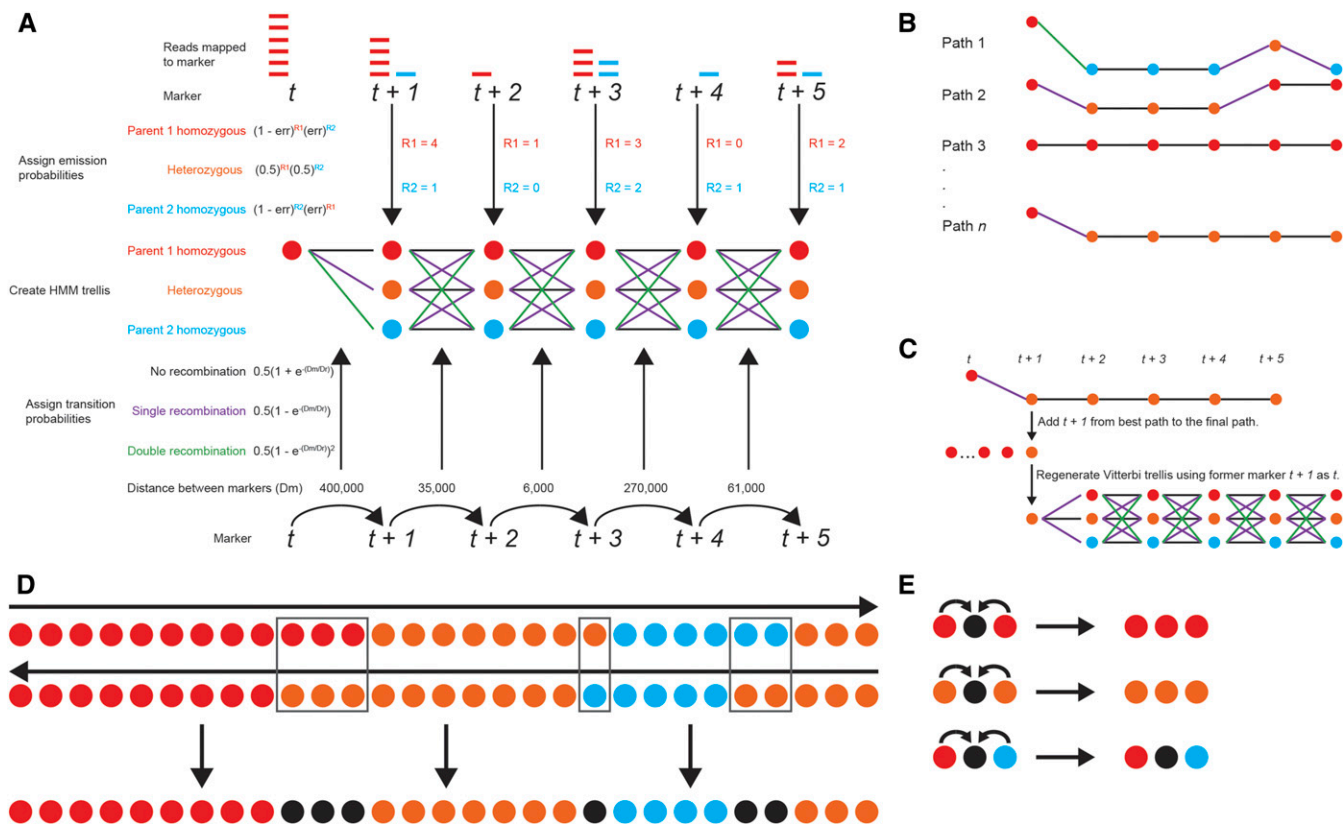 A
Reads mapped
to marker
Marker
t
t + 1
t + 2
t + 3
t + 4
t + 5
Assign emission
probabilities
Parent 1 homozygous (1 - err)^R1(err)^R2
Heterozygous (0.5)^R1(0.5)^R2
Parent 2 homozygous (1 - err)^R2(err)^R1
R1 = 4
R1 = 1
R1 = 3
R1 = 0
R1 = 2
R2 = 1
R2 = 0
R2 = 2
R2 = 1
R2 = 1
Create HMM trellis
Parent 1 homozygous
Heterozygous
Parent 2 homozygous
Assign transition
probabilities
No recombination 0.5(1 + e^-(Dm/Dr))
Single recombination 0.5(1 - e^-(Dm/Dr))
Double recombination 0.5(1 - e^-(Dm/Dr))^2
Distance between markers (Dm)
400,000
35,000
6,000
270,000
61,000
Marker
t
t + 1
t + 2
t + 3
t + 4
t + 5
B
Path 1
Path 2
Path 3
.
.
.
Path n
C
t
t + 1
t + 2
t + 3
t + 4
t + 5
Add t + 1 from best path to the final path.
...
Regenerate Vitterbi trellis using former marker t + 1 as t.
D
E